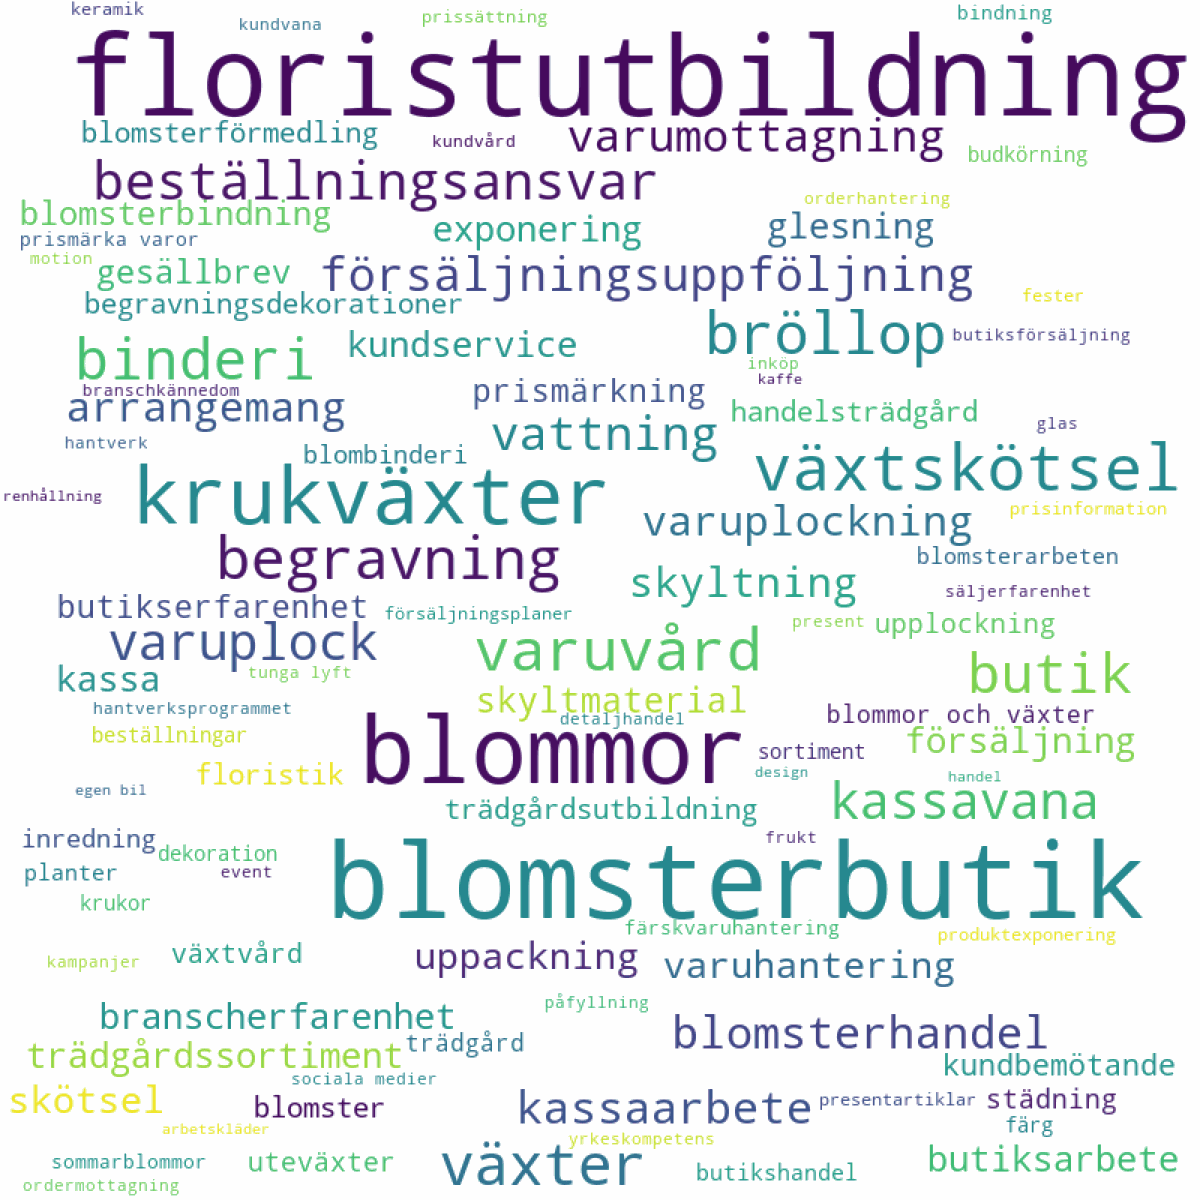 keramik
kundvana
prissättning
bindning
floristutbildning
blomsterförmedling
kundvård
varumottagning
budkörning
beställningsansvar
orderhantering
blomsterbindning
exponering
glesning
prismärka varor
motion
gesällbrev
försäljningsuppföljning
begravningsdekorationer
fester
bröllop
butiksförsäljning
binderi
kundservice
inköp
kaffe
branschkännedom
prismärkning
arrangemang
handelsträdgård
glas
hantverk
vattning
blombinderi
växtskötsel
krukväxter
renhållning
prisinformation
varuplockning
begravning
blomsterarbeten
skyltning
säljerfarenhet
butikserfarenhet
försäljningsplaner
present
upplockning
varuplock
varuvård
kassa
tunga lyft
butik
skyltmaterial
hantverksprogrammet
detaljhandel
blommor och växter
beställningar
blommor
sortiment
försäljning
floristik
design
handel
egen bil
trädgårdsutbildning
kassavana
inredning
frukt
dekoration
planter
event
blomsterbutik
krukor
färskvaruhantering
produktexponering
växtvård
kampanjer
uppackning
varuhantering
påfyllning
branscherfarenhet
blomsterhandel
trädgård
trädgårdssortiment
kundbemötande
sociala medier
skötsel
blomster
kassaarbete
presentartiklar
städning
arbetskläder
färg
yrkeskompetens
sommarblommor
uteväxter
växter
butikshandel
butiksarbete
ordermottagning